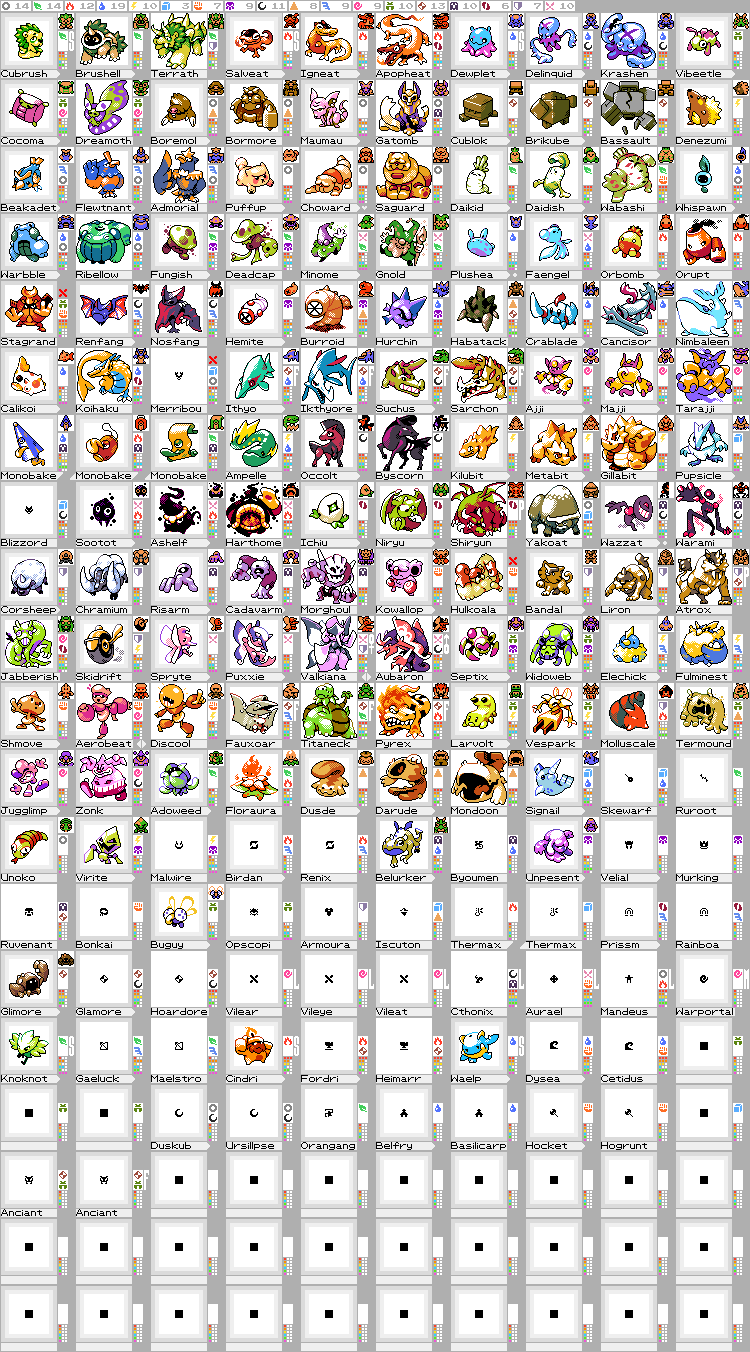 14 14 12 19 10 3 7 9 11 8 9 10 13 10 6 7 10
Cubrush Brushell Terrath Salveat Igneat Apopheat Dewplet Delinquid Krashen Vibeetle
Cocoma Dreamoth Boremol Bormore Maumau Gatomb Cublok Brikube Bassault Denezumi
Beakadet Flewtnant Admorial Puffup Choward Saguard Daikid Daidish Wabashi Whispawn
Warbble Ribellow Fungish Deadcap Minome Gnold Plushea Faengel Orbomb Orupt
Stagrand Renfang Nosfang Hemite Burroid Hurchin Habatack Crablade Cancisor Nimbaleen
Calikoi Koihaku Merribou Ithyo Ikthyore Suchus Sarchon Ajji Majji Tarajji
Monobake Monobake Monobake Ampelle Occolt Byscorn Kilubit Metabit Gillabit Pupsicle
Blizzord Sootot Ashelf Harthome Ichiu Niryu Shiryun Yakoat Wazzat Warami
Corsheep Chramium Risarm Cadavarm Morghoul Kowallop Hulkoala Bandal Liron Atrox
Jabberish Skidrift Spryte Puxxie Valkiana Aubaron Septix Widoweb Elechick Fulminest
Shmove Aerobeat Discool Fauxoar Titaneck Pyrex Larvolt Vespark Molluscale Termound
Jugglimp Zonk Adoweed Floraura Dusde Darude Mondoon Signail Skewarf Ruroot
Unoko Virite Malwire Birdan Renix Belurker Byoumen Unpesent Velial Murking
Ruvenant Bonkai Buguy Opscopi Armoura Iscuton Thermax Thermax Prissm Rainboa
Glimore Glamore Hoardore Vilear Vileye Vileat Cthonix Aurael Mandeus Warportal
Knoknot Gaeluck Maelstro Cindri Fordri Heimarr Waelp Dysea Cetidus
Duskub Ursillpse Orangang Belfry Basilicarp Hocket Hogrunt
Anciant Anciant